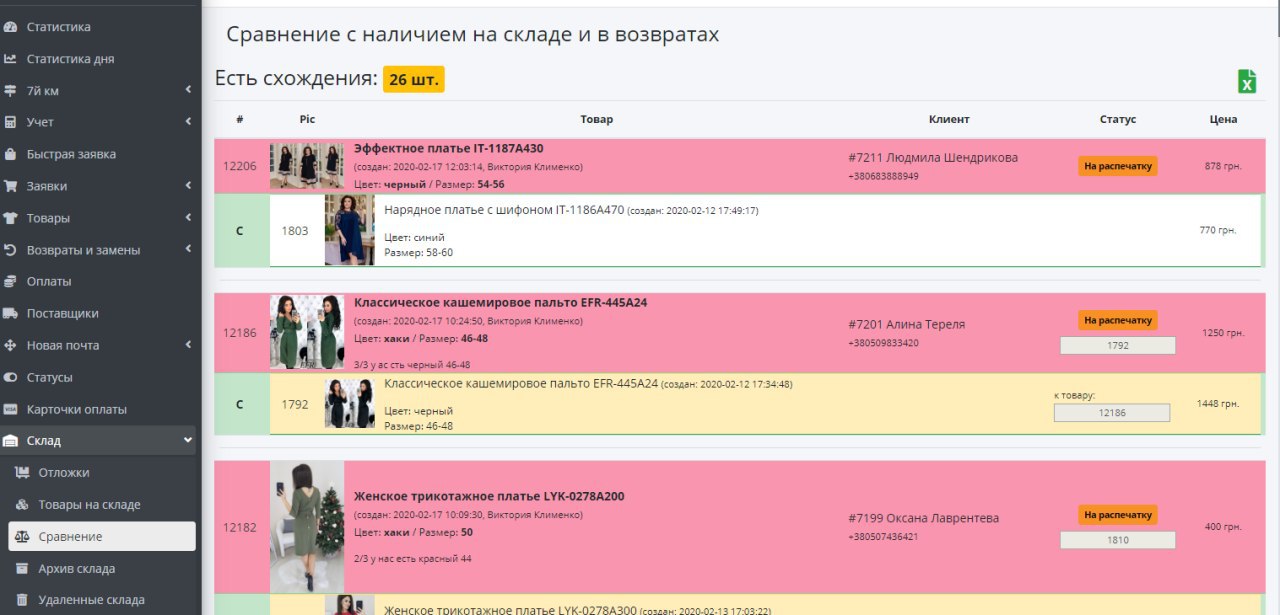 Статистика
Статистика дня
7й км
Учет
Быстрая заявка
Заявки
Товары
Возвраты и замены
Оплаты
Поставщики
Новая почта
Статусы
Карточки оплаты
Склад
Отложки
Товары на складе
Сравнение
Архив склада
Удаленные склада
Сравнение с наличием на складе и в возвратах
Есть схождения: 26 шт.
# Pic Товар Клиент Статус Цена
12206
Эффектное платье IT-1187A430
(создан: 2020-02-17 12:03:14, Виктория Клименко)
Цвет: черный / Размер: 54-56
#7211 Людмила Шендрикова
+380683888949
На распечатку
878 грн.
С
1803
Нарядное платье с шифоном IT-1186A470 (создан: 2020-02-12 17:49:17)
Цвет: синий
Размер: 58-60
770 грн.
12186
Классическое кашемировое пальто EFR-445A24
(создан: 2020-02-17 10:24:50, Виктория Клименко)
Цвет: хаки / Размер: 46-48
3/3 у ас сть черный 46-48
#7201 Алина Тереля
+380509833420
На распечатку
1792
1250 грн.
С
1792
Классическое кашемировое пальто EFR-445A24 (создан: 2020-02-12 17:34:48)
Цвет: черный
Размер: 46-48
к товару:
12186
1448 грн.
12182
Женское трикотажное платье LYK-0278A200
(создан: 2020-02-17 10:09:30, Виктория Клименко)
Цвет: хаки / Размер: 50
2/3 у нас есть красный 44
#7199 Оксана Лаврентева
+380507436421
На распечатку
1810
400 грн.
Женское трикотажное платье LYK-0278A300 (создан: 2020-02-13 17:03:22)